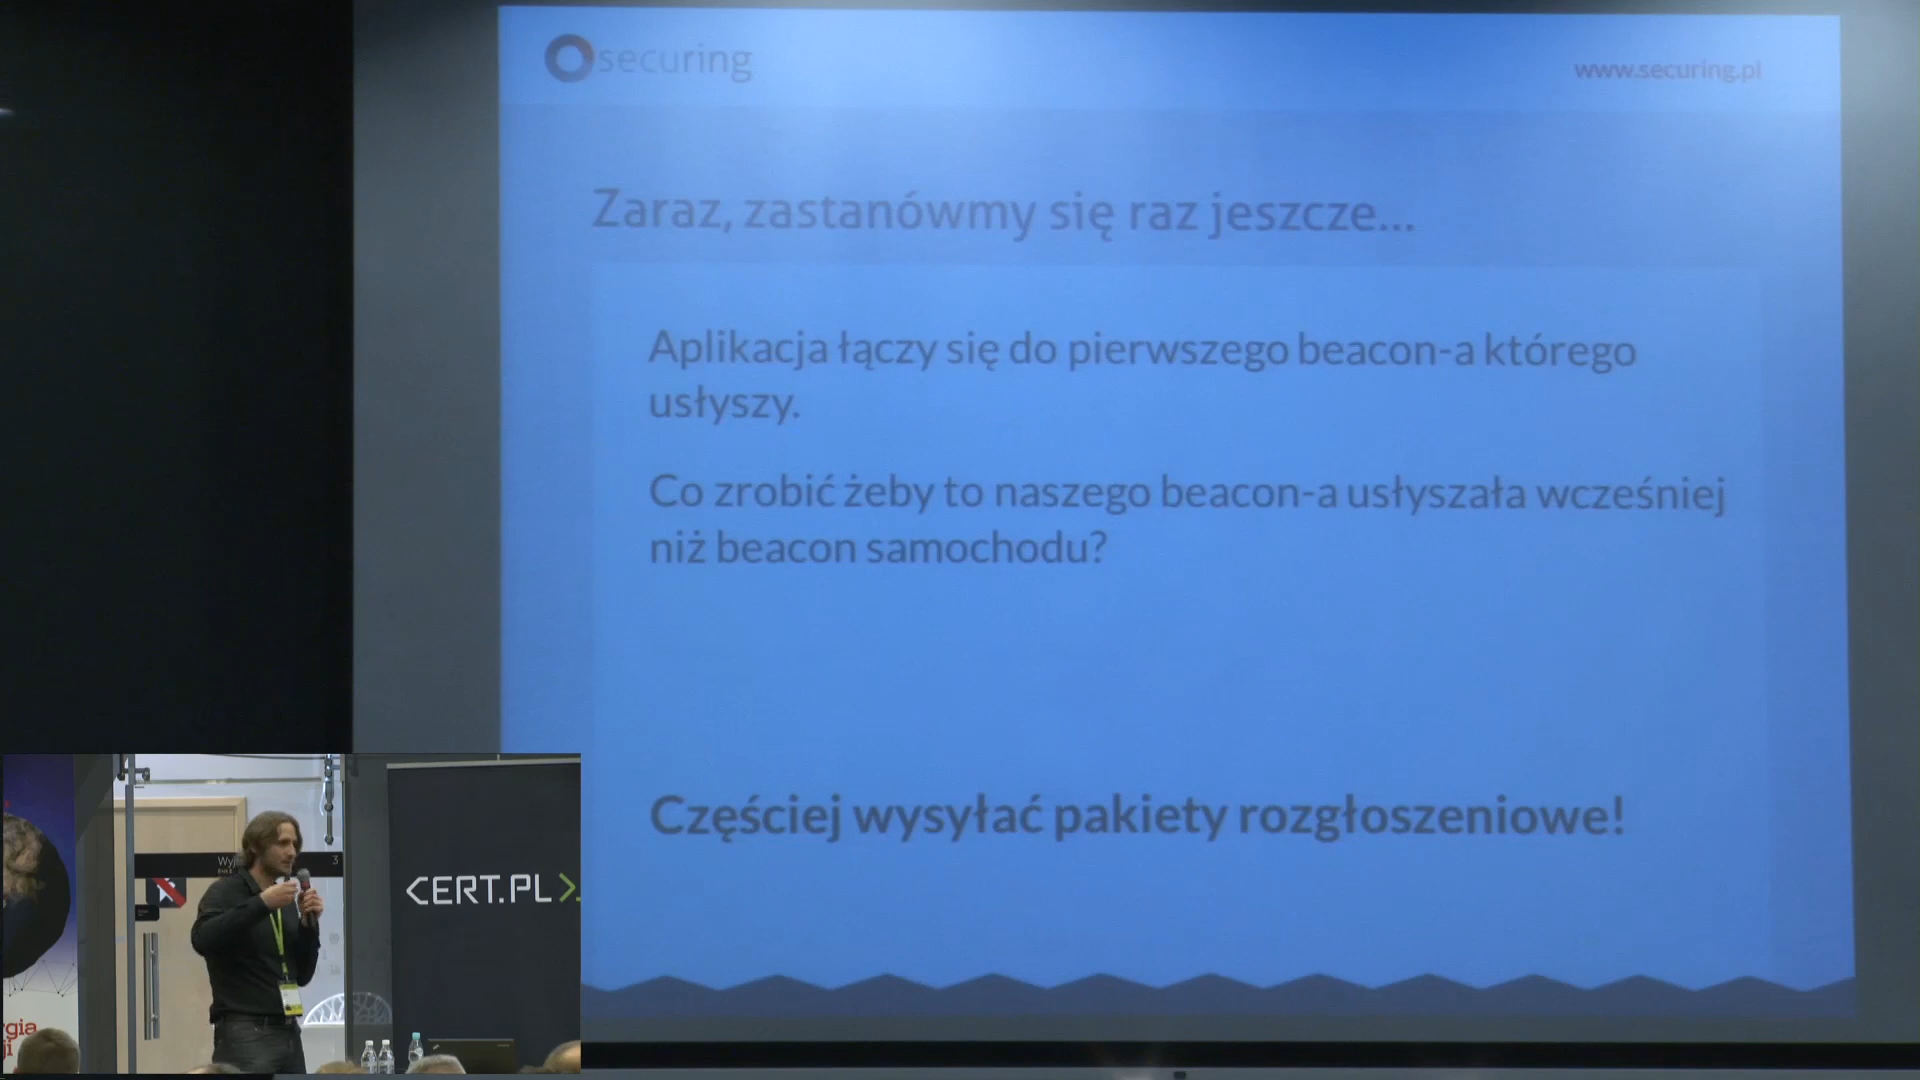 securing
www.securing.pl
Zaraz, zastanówmy się raz jeszcze...
Aplikacja łączy się do pierwszego beacon-a którego
usłyszy.
Co zrobić żeby to naszego beacon-a usłyszała wcześniej
niż beacon samochodu?
Częściej wysyłać pakiety rozgłoszeniowe!
3
<CERT.PL>_